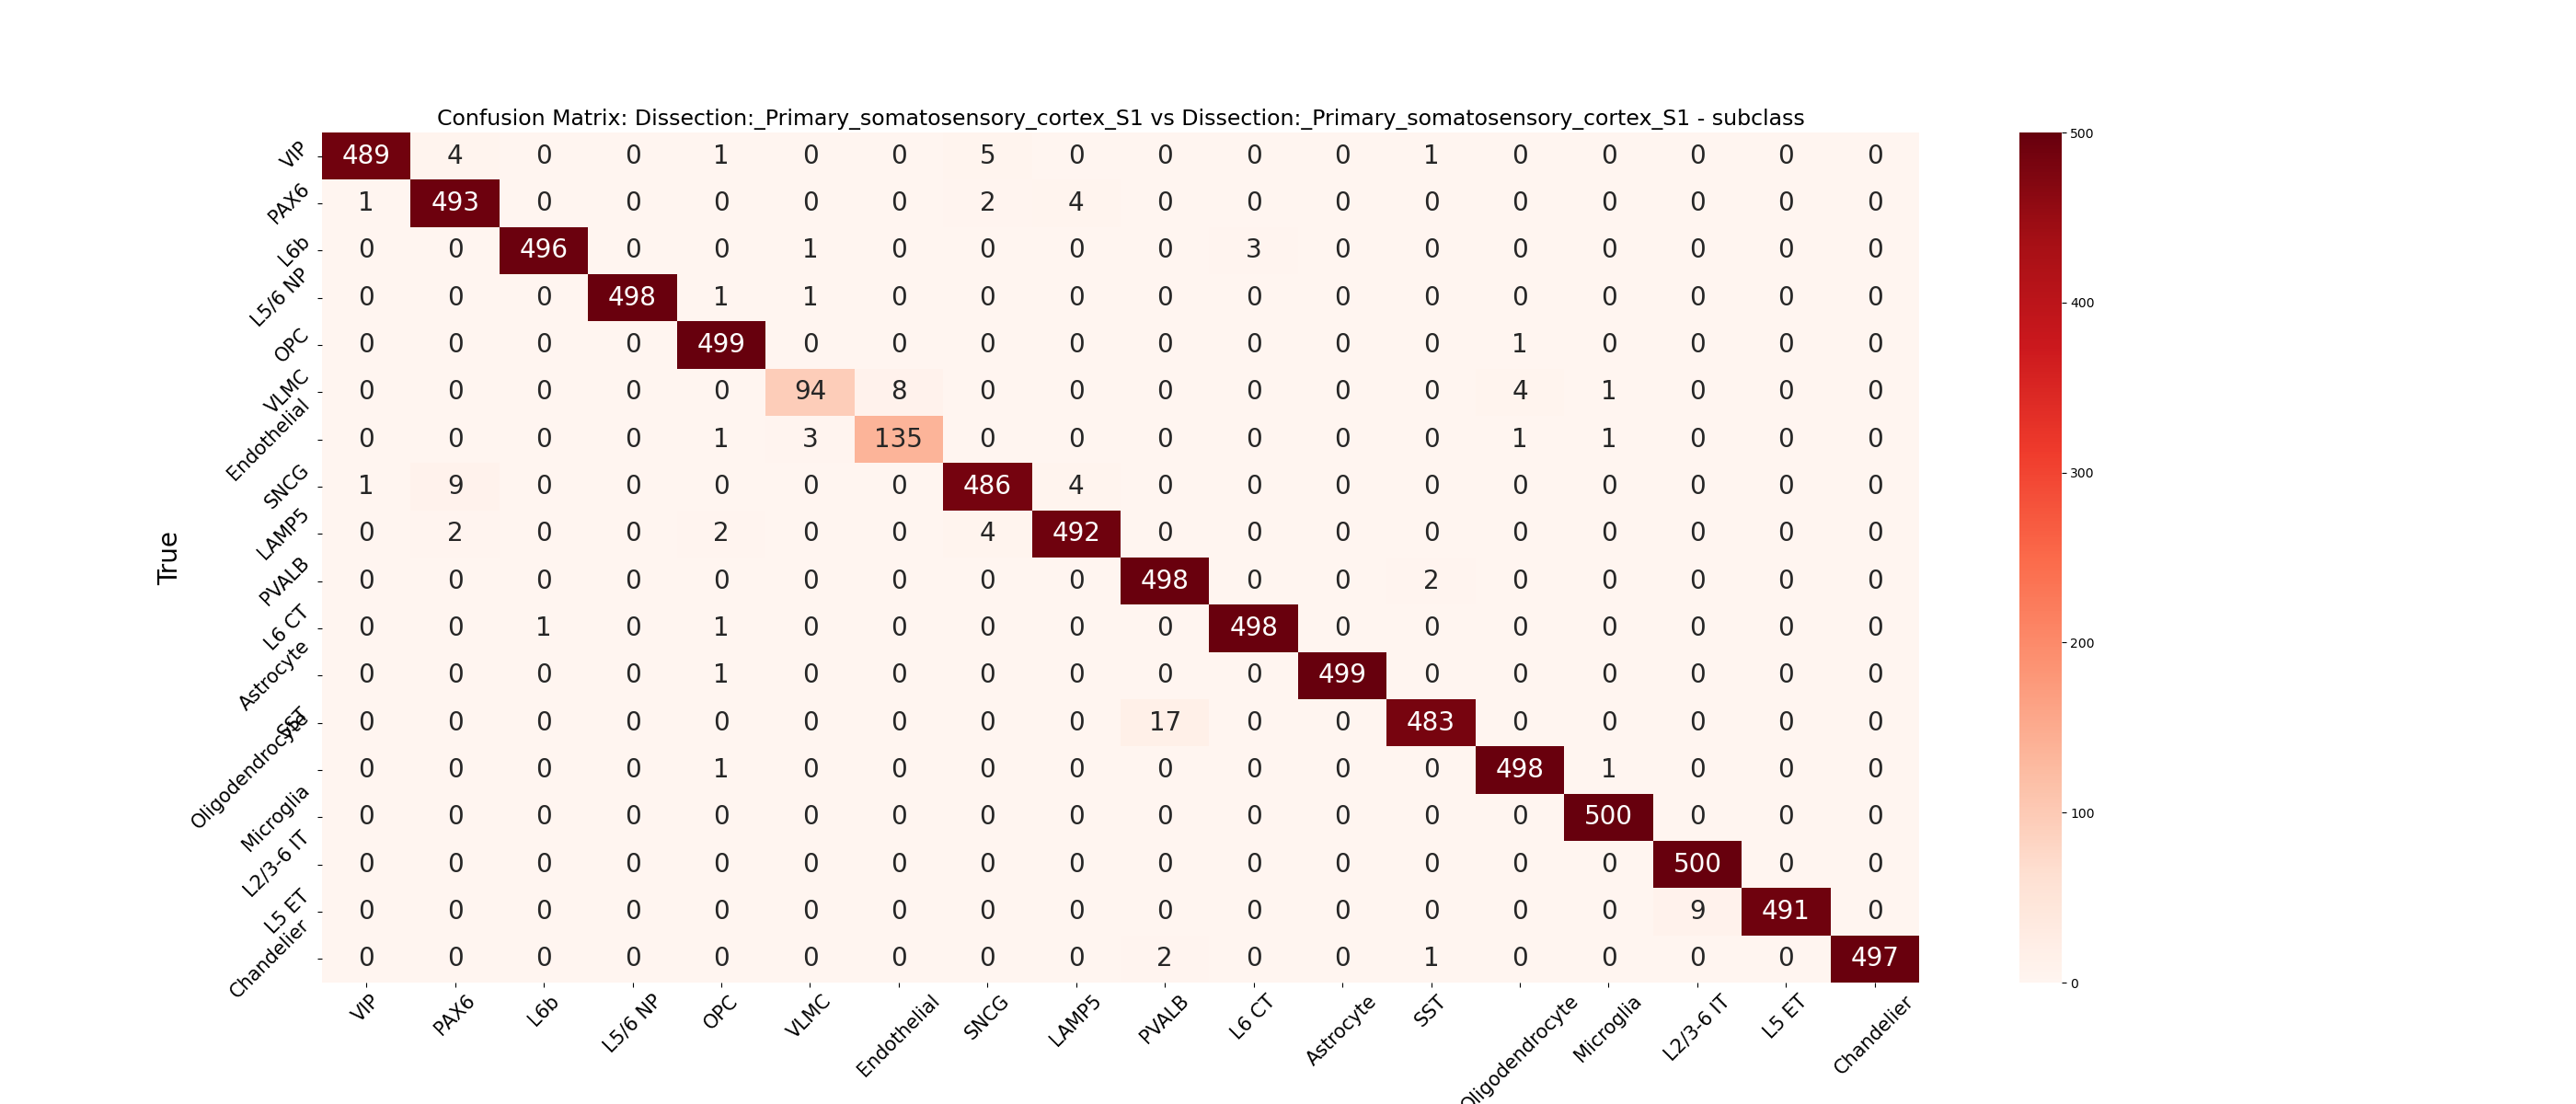 Confusion Matrix: Dissection:_Primary_somatosensory_cortex_S1 vs Dissection:_Primary_somatosensory_cortex_S1 - subclass
True
VIP 489 4 0 0 1 0 0 5 0 0 0 0 1 0 0 0 0 0
PAX6 1 493 0 0 0 0 0 2 4 0 0 0 0 0 0 0 0 0
L6b 0 0 496 0 0 1 0 0 0 0 3 0 0 0 0 0 0 0
L5/6 NP 0 0 0 498 1 1 0 0 0 0 0 0 0 0 0 0 0 0
OPC 0 0 0 0 499 0 0 0 0 0 0 0 0 1 0 0 0 0
VLMC 0 0 0 0 0 94 8 0 0 0 0 0 0 4 1 0 0 0
Endothelial 0 0 0 0 1 3 135 0 0 0 0 0 0 1 1 0 0 0
SNCG 1 9 0 0 0 0 0 486 4 0 0 0 0 0 0 0 0 0
LAMP5 0 2 0 0 2 0 0 4 492 0 0 0 0 0 0 0 0 0
PVALB 0 0 0 0 0 0 0 0 0 498 0 0 2 0 0 0 0 0
L6 CT 0 0 1 0 1 0 0 0 0 0 498 0 0 0 0 0 0 0
Astrocyte 0 0 0 0 1 0 0 0 0 0 0 499 0 0 0 0 0 0
SST 0 0 0 0 0 0 0 0 0 17 0 0 483 0 0 0 0 0
Oligodendrocyte 0 0 0 0 1 0 0 0 0 0 0 0 0 498 1 0 0 0
Microglia 0 0 0 0 0 0 0 0 0 0 0 0 0 0 500 0 0 0
L2/3-6 IT 0 0 0 0 0 0 0 0 0 0 0 0 0 0 0 500 0 0
L5 ET 0 0 0 0 0 0 0 0 0 0 0 0 0 0 0 9 491 0
Chandelier 0 0 0 0 0 0 0 0 0 2 0 0 1 0 0 0 0 497
VIP PAX6 L6b L5/6 NP OPC VLMC Endothelial SNCG LAMP5 PVALB L6 CT Astrocyte SST Oligodendrocyte Microglia L2/3-6 IT L5 ET Chandelier
500
400
300
200
100
0